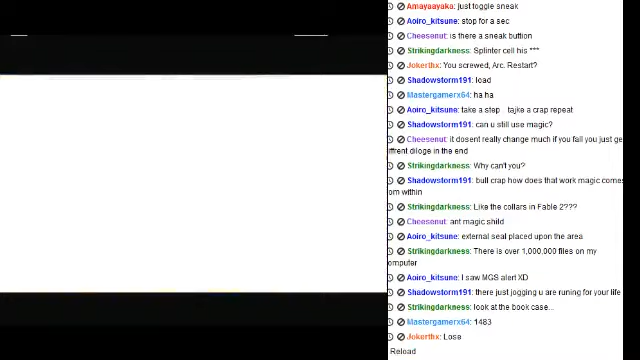 Amayaayaka: just toggle sneak
Aoiro_kitsune: stop for a sec
Cheesenut: is there a sneak buttion
Strikingdarkness: Splinter cell his ***
Jokerthx: You screwed, Arc. Restart?
Shadowstorm191: load
Mastergamerx64: ha ha
Aoiro_kitsune: take a step tajke a crap repeat
Shadowstorm191: can u still use magic?
Cheesenut: it dosent really change much if you fall you just ge
iffrent diloge in the end
Strikingdarkness: Why can't you?
Shadowstorm191: bull crap how does that work magic comes
om within
Strikingdarkness: Like the collars in Fable 2???
Cheesenut: ant magic shild
Aoiro_kitsune: external seal placed upon the area
Strikingdarkness: There is over 1,000,000 files on my
omputer
Aoiro_kitsune: I saw MGS alert XD
Shadowstorm191: there just jogging u are runing for your life
Strikingdarkness: look at the book case...
Mastergamerx64: 1483
Jokerthx: Lose
Reload